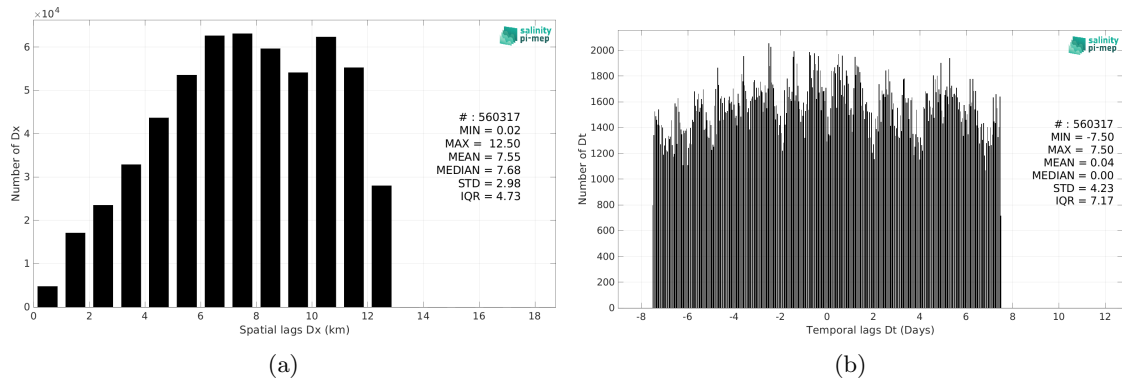 ×10⁴
6
5
4
3
2
1
0
Number of Dx
0 2 4 6 8 10 12 14 16 18
Spatial lags Dx (km)
salinity
pi-mep
# : 560317
MIN = 0.02
MAX = 12.50
MEAN = 7.55
MEDIAN = 7.68
STD = 2.98
IQR = 4.73
(a)
2000
1800
1600
1400
1200
1000
800
600
400
200
0
Number of Dt
-8 -6 -4 -2 0 2 4 6 8 10 12
Temporal lags Dt (Days)
salinity
pi-mep
# : 560317
MIN = -7.50
MAX = 7.50
MEAN = 0.04
MEDIAN = 0.00
STD = 4.23
IQR = 7.17
(b)